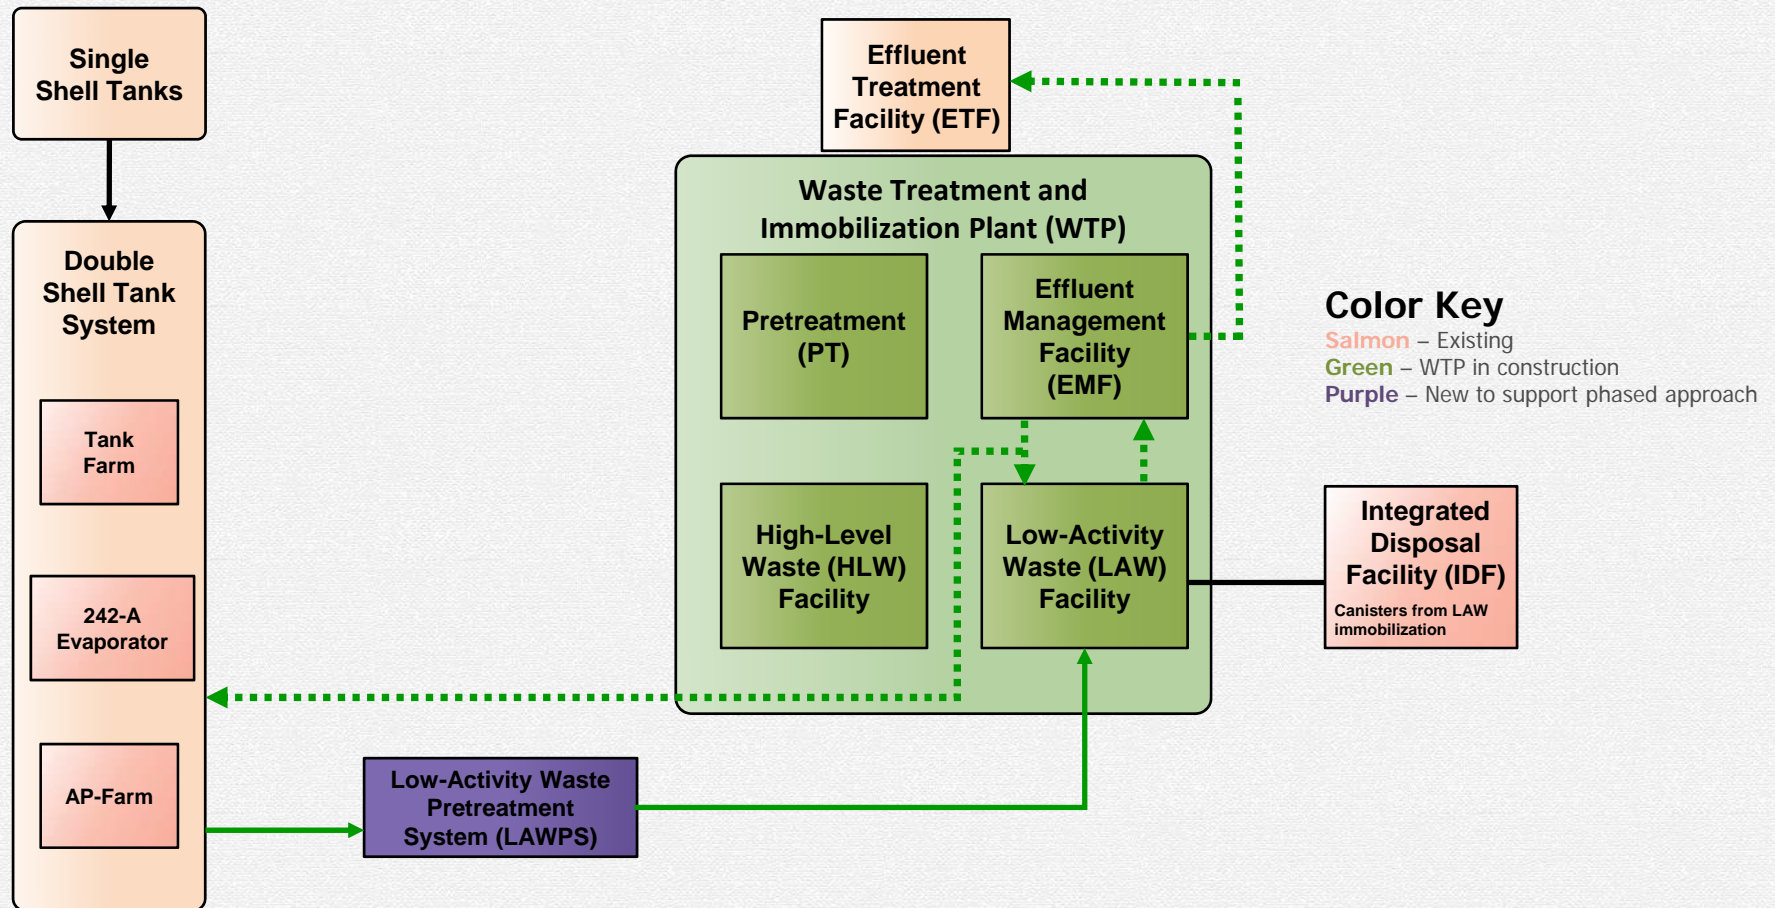 Single
Shell Tanks
Double
Shell Tank
System
Tank
Farm
242-A
Evaporator
AP-Farm
Low-Activity Waste
Pretreatment
System (LAWPS)
Effluent
Treatment
Facility (ETF)
Waste Treatment and
Immobilization Plant (WTP)
Pretreatment
(PT)
Effluent
Management
Facility
(EMF)
High-Level
Waste (HLW)
Facility
Low-Activity
Waste (LAW)
Facility
Integrated
Disposal
Facility (IDF)
Canisters from LAW
immobilization
Color Key
Salmon – Existing
Green – WTP in construction
Purple – New to support phased approach